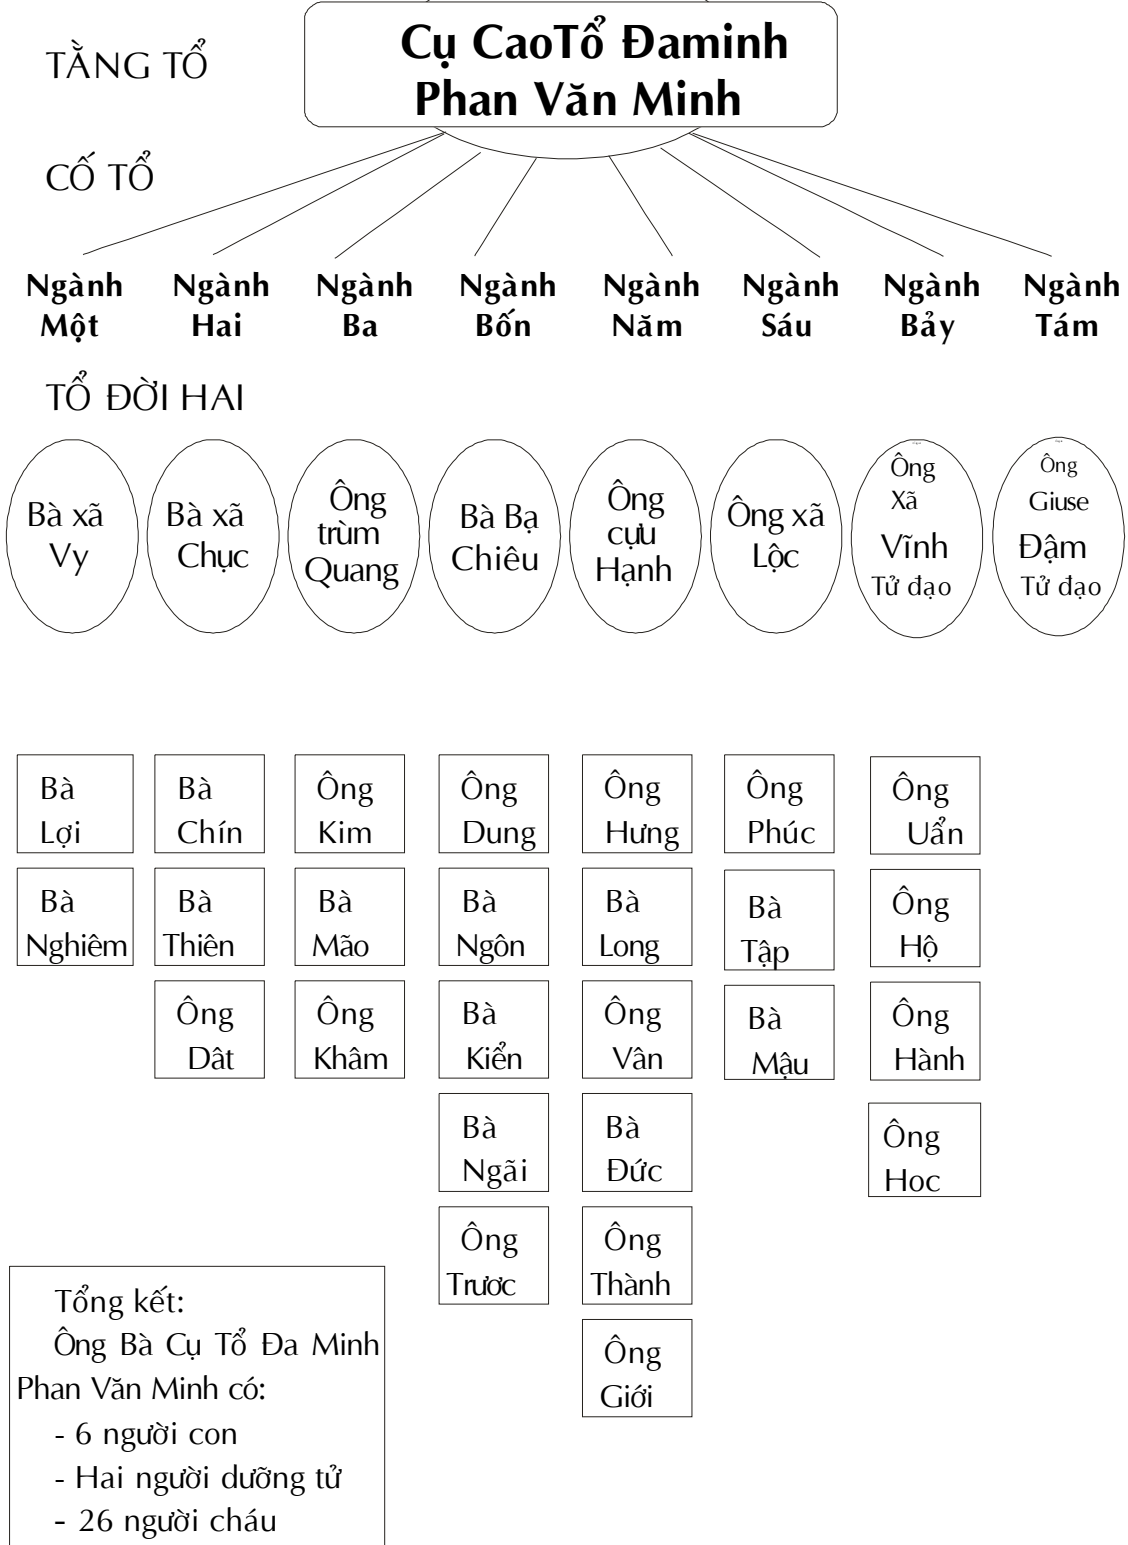 TẰNG TỔ
Cụ CaoTổ Đaminh
Phan Văn Minh
CỐ TỔ
Ngành
Một
Ngành
Hai
Ngành
Ba
Ngành
Bốn
Ngành
Năm
Ngành
Sáu
Ngành
Bảy
Ngành
Tám
TỔ ĐỜI HAI
Bà xã
Vy
Bà xã
Chục
Ông
trùm
Quang
Bà Bạ
Chiêu
Ông
cựu
Hạnh
Ông xã
Lộc
Ông
Xã
Vĩnh
Tử đạo
Ông
Giuse
Đậm
Tử đạo
Bà
Lợi
Bà
Chín
Ông
Kim
Ông
Dung
Ông
Hưng
Ông
Phúc
Ông
Uẩn
Bà
Nghiêm
Bà
Thiên
Bà
Mão
Bà
Ngôn
Bà
Long
Bà
Tập
Ông
Hộ
Ông
Dât
Ông
Khâm
Bà
Kiển
Ông
Vân
Bà
Mậu
Ông
Hành
Bà
Ngãi
Bà
Đức
Ông
Hoc
Ông
Trươc
Ông
Thành
Ông
Giới
Tổng kết:
Ông Bà Cụ Tổ Đa Minh
Phan Văn Minh có:
- 6 người con
- Hai người dưỡng tử
- 26 người cháu